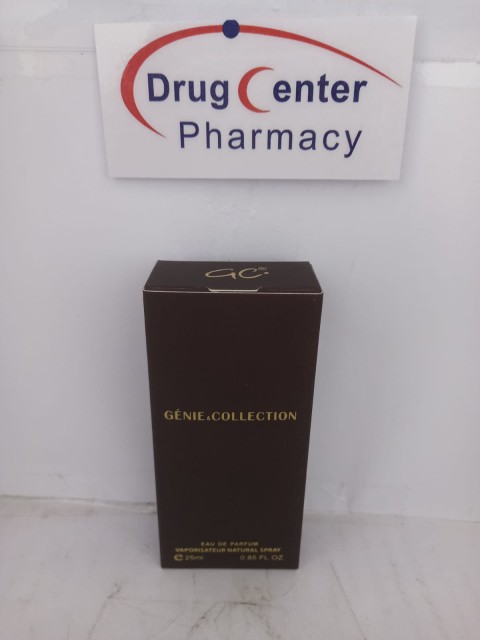 Drug Center
Pharmacy
GC®
GÉNIE&COLLECTION
EAU DE PARFUM
VAPORISATEUR NATURAL SPRAY
e 25ml 0.85 FL OZ